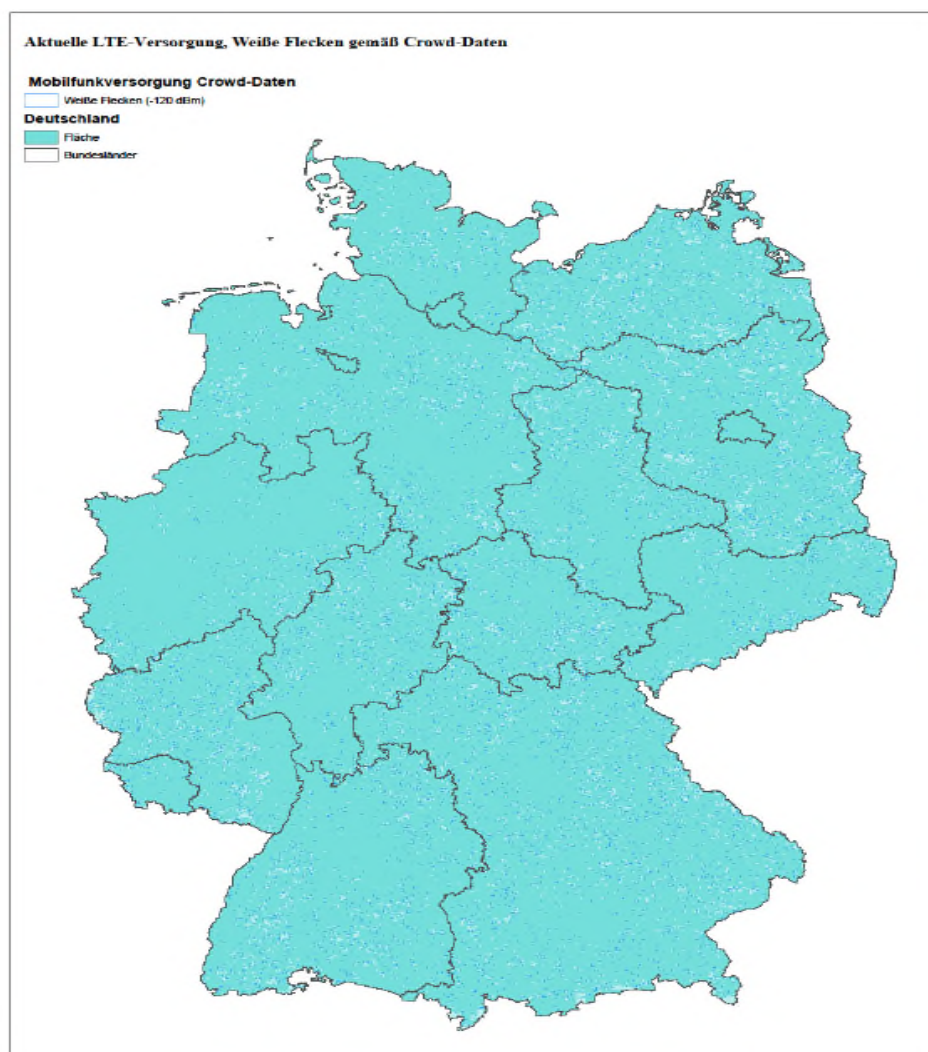 Aktuelle LTE-Versorgung, Weiße Flecken gemäß Crowd-Daten
Mobilfunkversorgung Crowd-Daten
Weiße Flecken (-120 dBm)
Deutschland
Fläche
Bundesländer